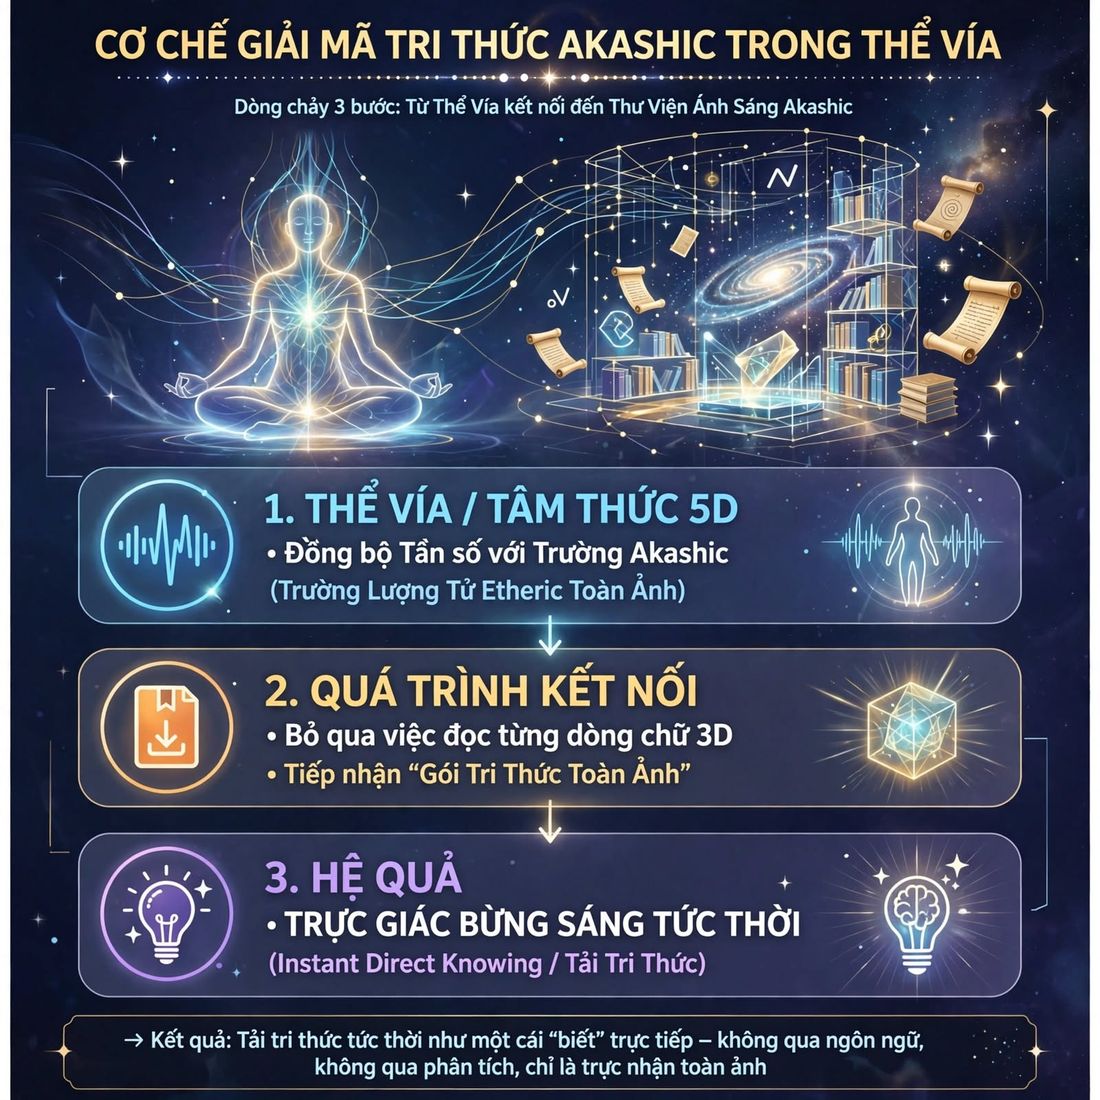 CƠ CHẾ GIẢI MÃ TRI THỨC AKASHIC TRONG THỂ VÍA
Dòng chảy 3 bước: Từ Thể Vía kết nối đến Thư Viện Ánh Sáng Akashic
1. THỂ VÍA / TÂM THỨC 5D
• Đồng bộ Tần số với Trường Akashic
(Trường Lượng Tử Etheric Toàn Ảnh)
2. QUÁ TRÌNH KẾT NỐI
• Bỏ qua việc đọc từng dòng chữ 3D
• Tiếp nhận “Gói Tri Thức Toàn Ảnh”
3. HỆ QUẢ
• TRỰC GIÁC BỪNG SÁNG TỨC THỜI
(Instant Direct Knowing / Tải Tri Thức)
→ Kết quả: Tải tri thức tức thời như một cái “biết” trực tiếp – không qua ngôn ngữ,
không qua phân tích, chỉ là trực nhận toàn ảnh